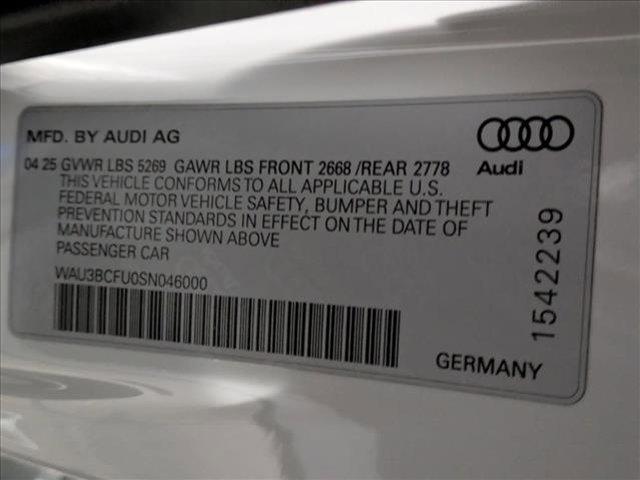 MFD. BY AUDI AG
04 25 GVWR LBS 5269 GAWR LBS FRONT 2668 /REAR 2778
THIS VEHICLE CONFORMS TO ALL APPLICABLE U.S.
FEDERAL MOTOR VEHICLE SAFETY, BUMPER AND THEFT
PREVENTION STANDARDS IN EFFECT ON THE DATE OF
MANUFACTURE SHOWN ABOVE
PASSENGER CAR
WAU3BCFU0SN046000
Audi
1542239
GERMANY